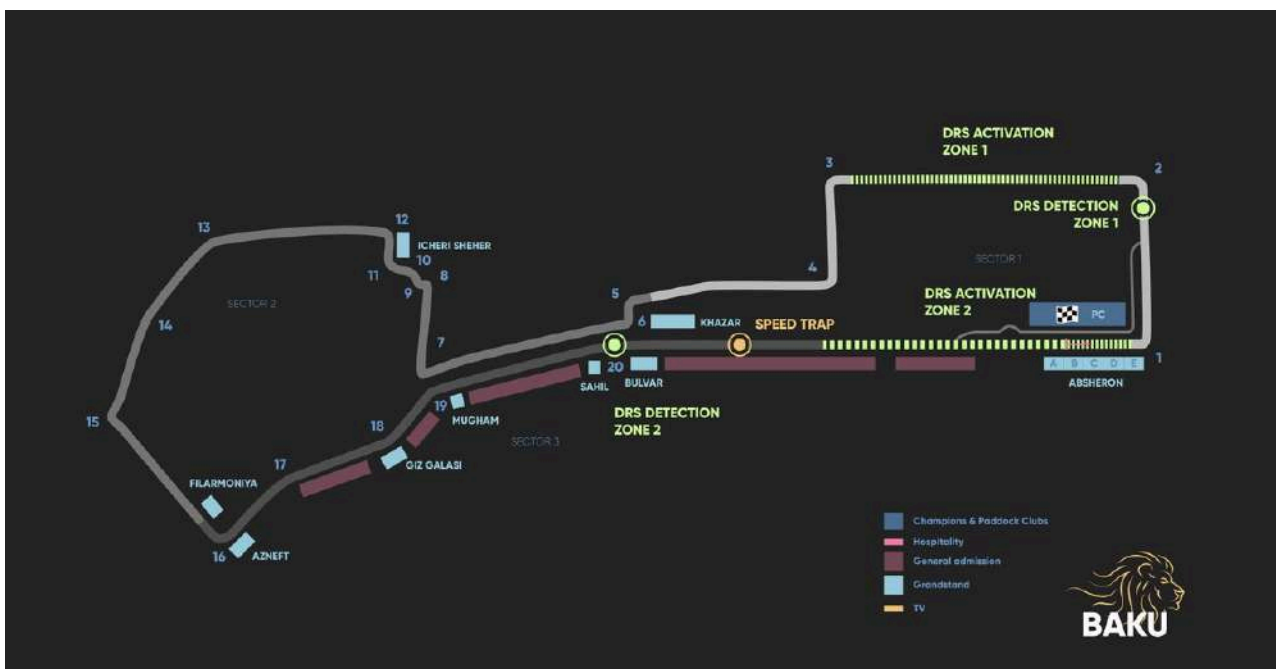 DRS ACTIVATION
ZONE 1
3
2
DRS DETECTION
ZONE 1
13
12
ICHERI SHEHER
10
11
8
9
SECTOR 1
4
SECTOR 2
5
DRS ACTIVATION
ZONE 2
PC
14
6
KHAZAR
SPEED TRAP
7
1
A B C D E
ABSHERON
20
BULVAR
SAHIL
15
19
MUGHAM
DRS DETECTION
ZONE 2
18
SECTOR 3
17
GIZ GALASI
FILARMONIYA
16
AZNEFT
Champions & Paddock Clubs
Hospitality
General admission
Grandstand
TV
BAKU